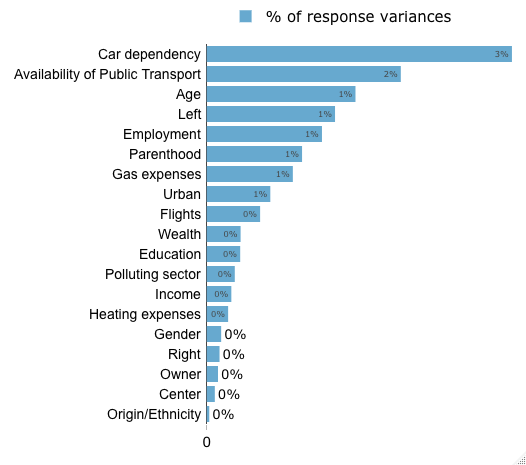 % of response variances
Car dependency 3%
Availability of Public Transport 2%
Age 1%
Left 1%
Employment 1%
Parenthood 1%
Gas expenses 1%
Urban 1%
Flights 0%
Wealth 0%
Education 0%
Polluting sector 0%
Income 0%
Heating expenses 0%
Gender 0%
Right 0%
Owner 0%
Center 0%
Origin/Ethnicity 0%
0